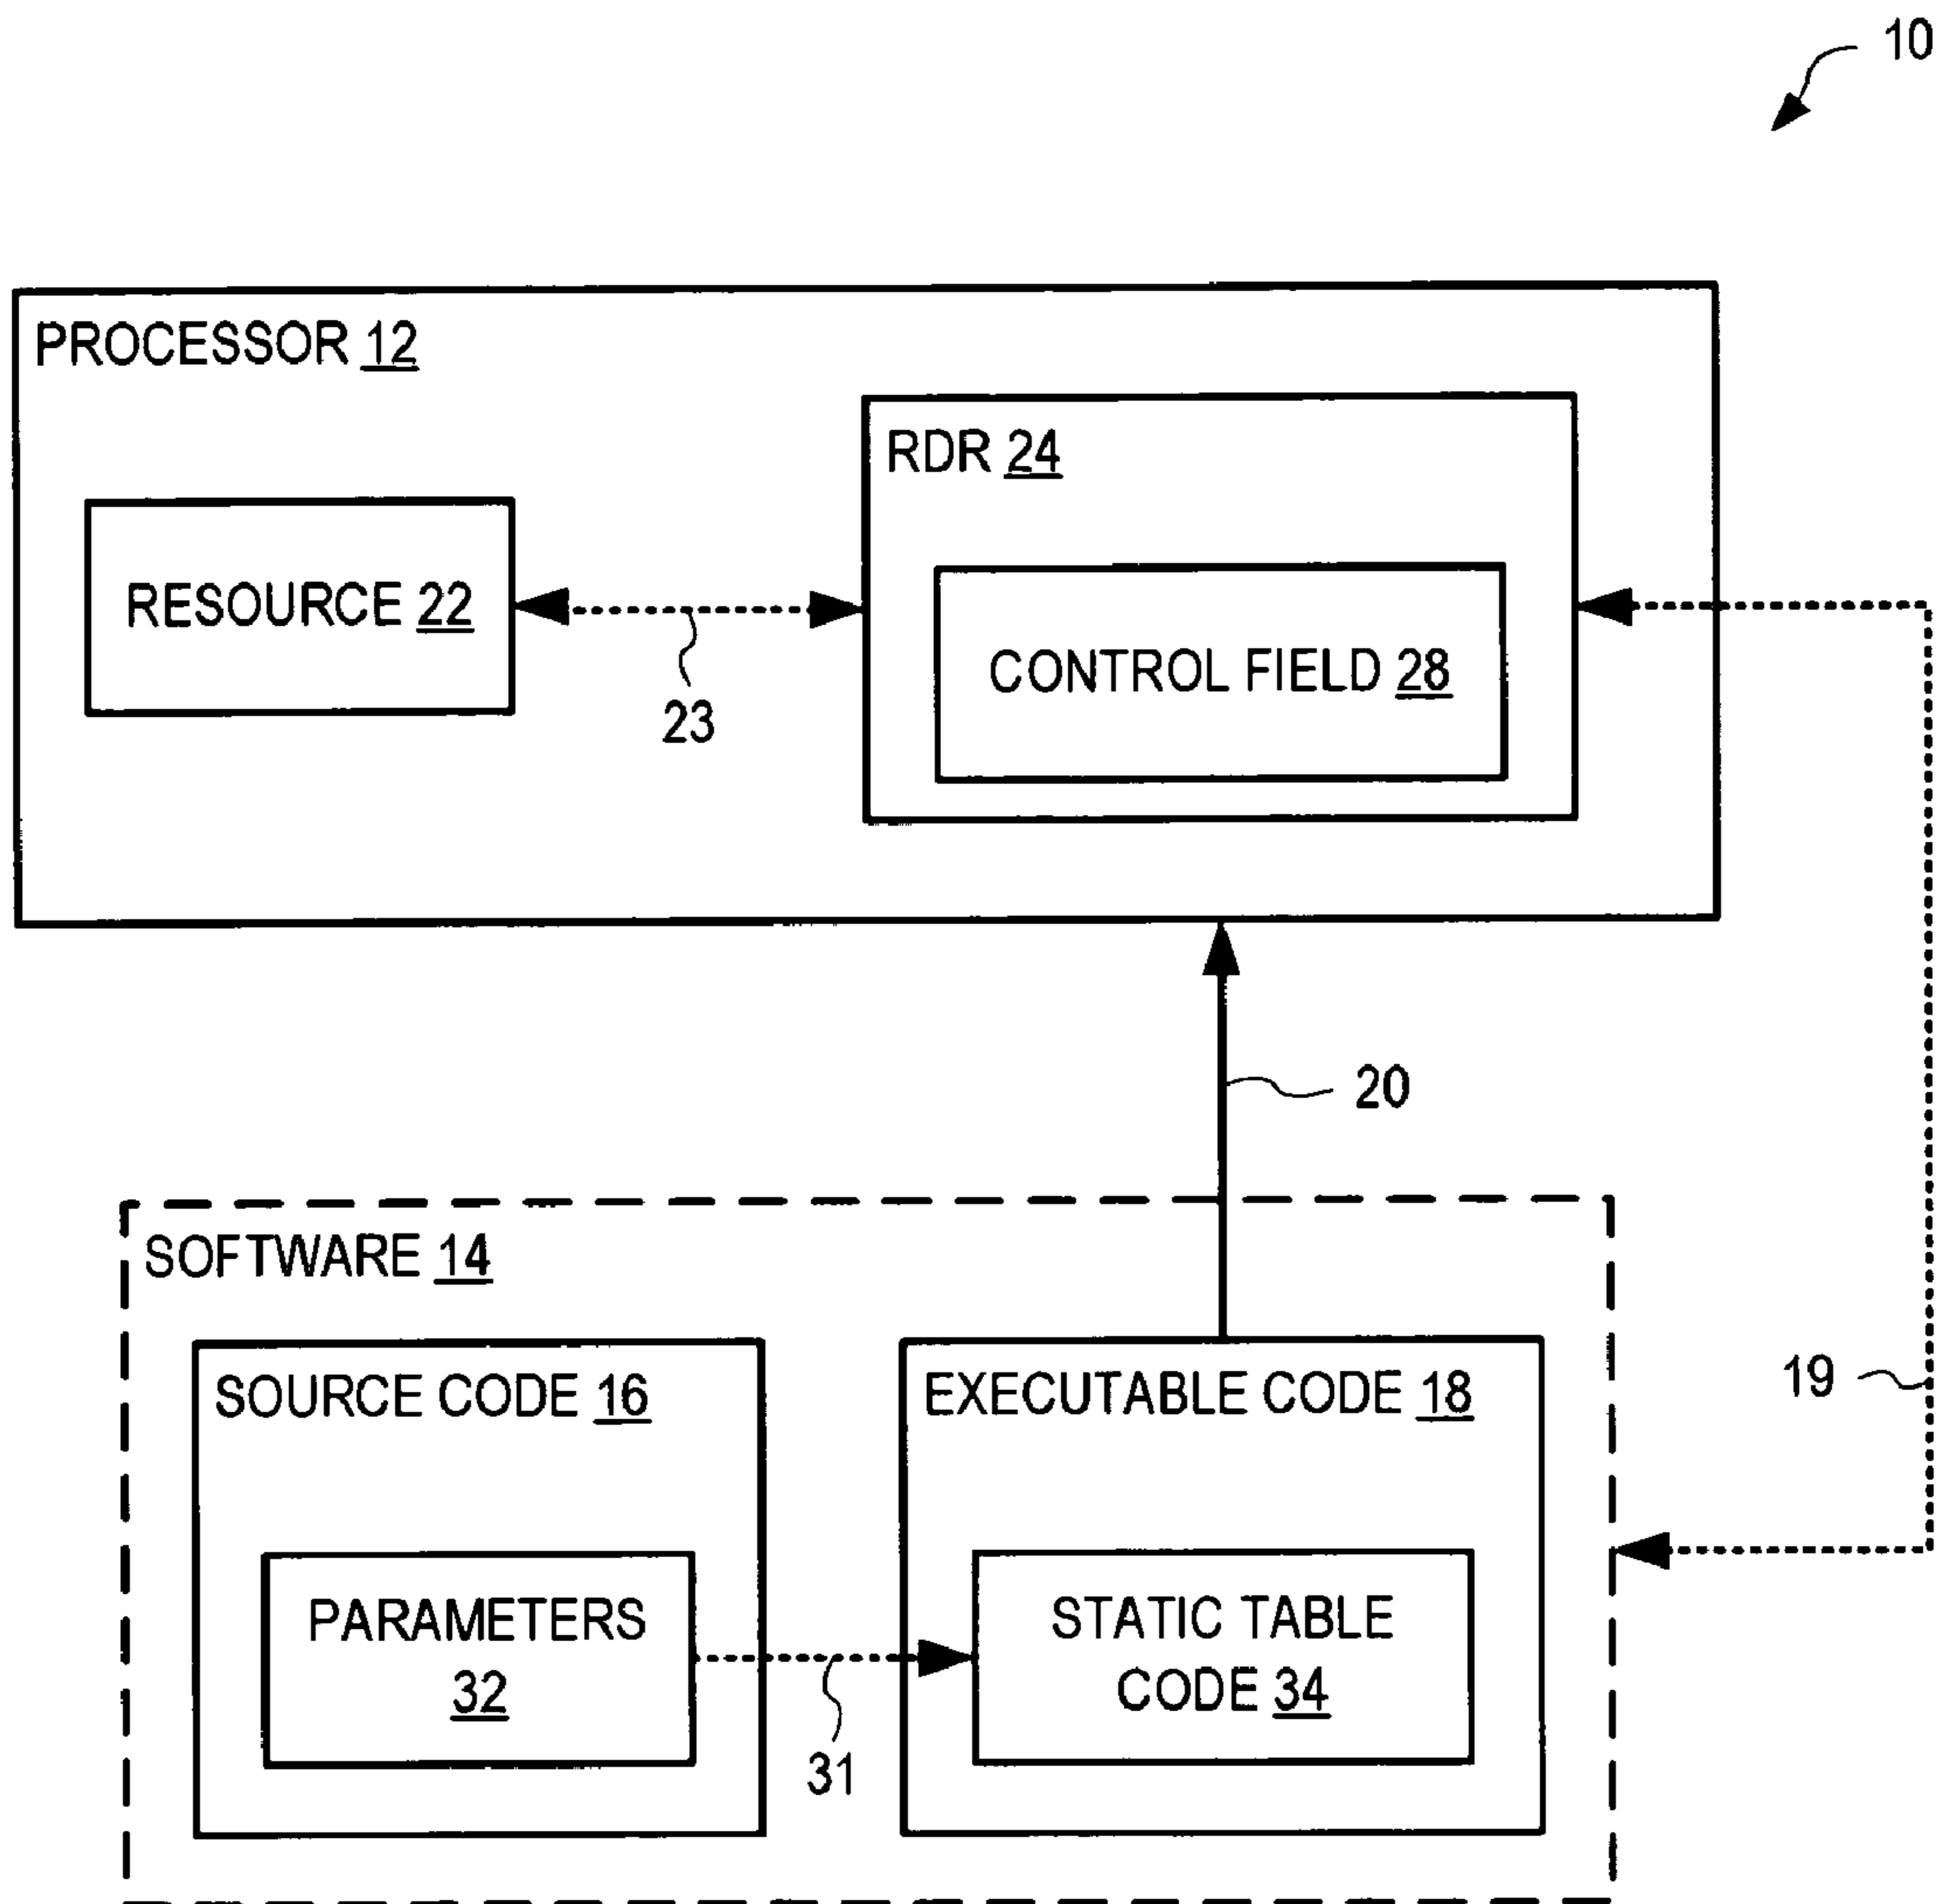 10
PROCESSOR 12
RDR 24
RESOURCE 22
CONTROL FIELD 28
23
20
SOFTWARE 14
SOURCE CODE 16
EXECUTABLE CODE 18
19
PARAMETERS
32
STATIC TABLE
CODE 34
31